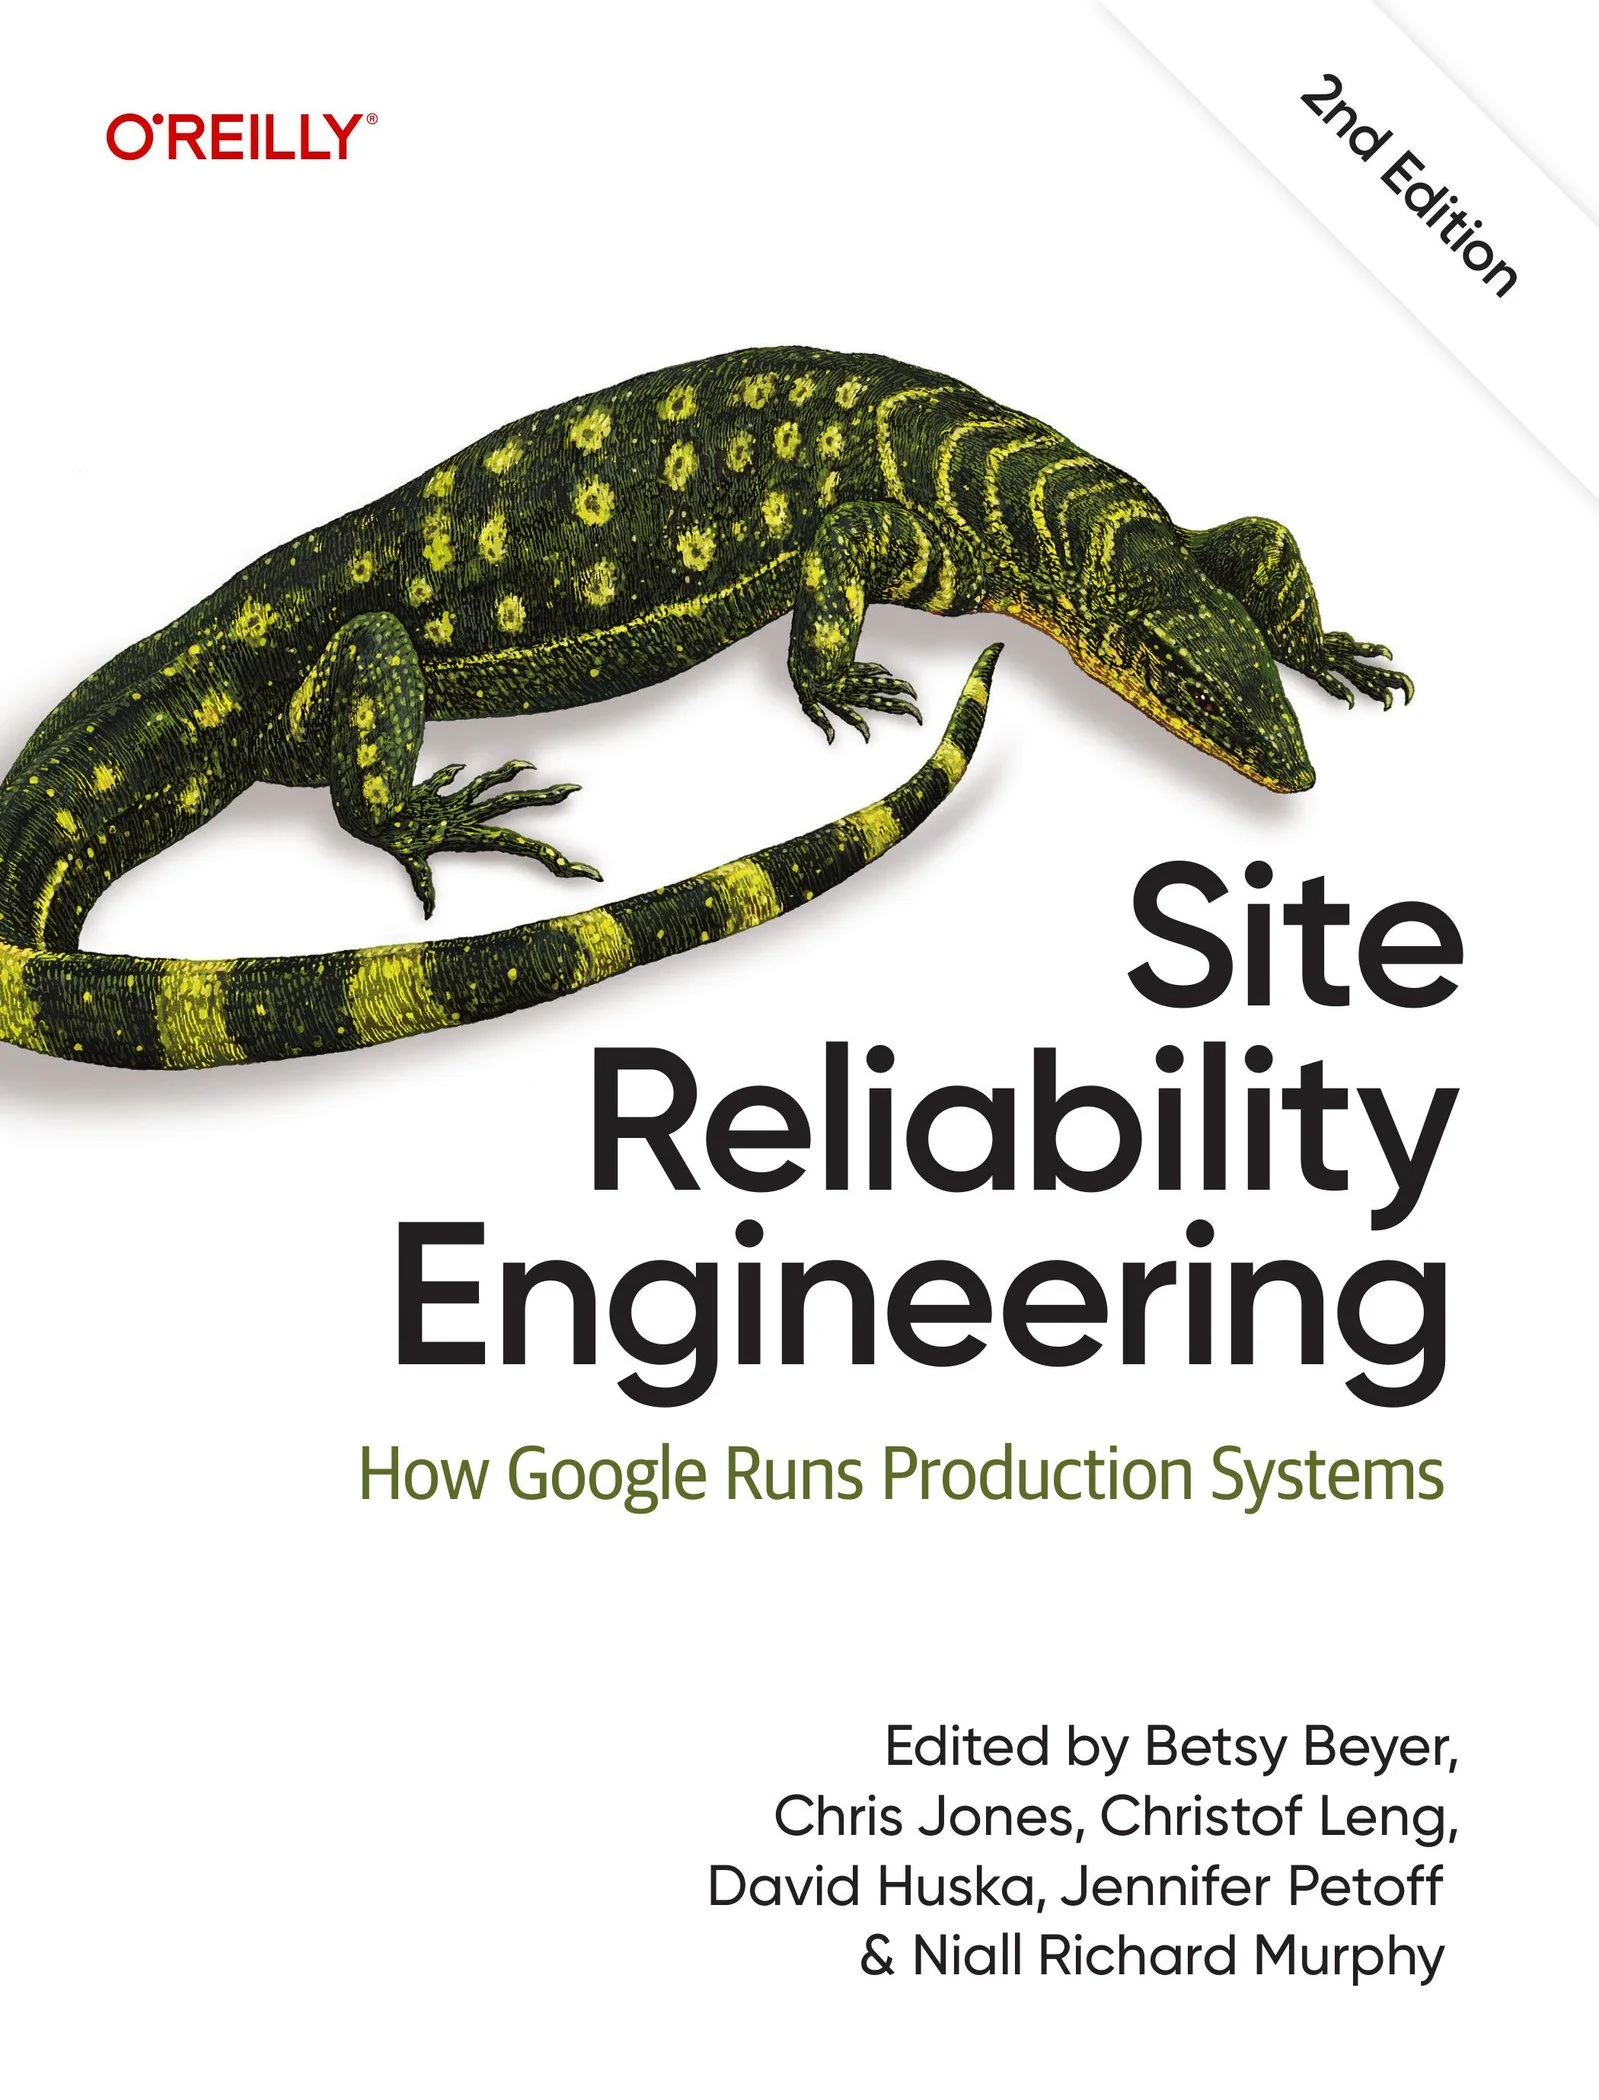 O'REILLY®
2nd Edition
Site
Reliability
Engineering
How Google Runs Production Systems
Edited by Betsy Beyer,
Chris Jones, Christof Leng,
David Huska, Jennifer Petoff
& Niall Richard Murphy